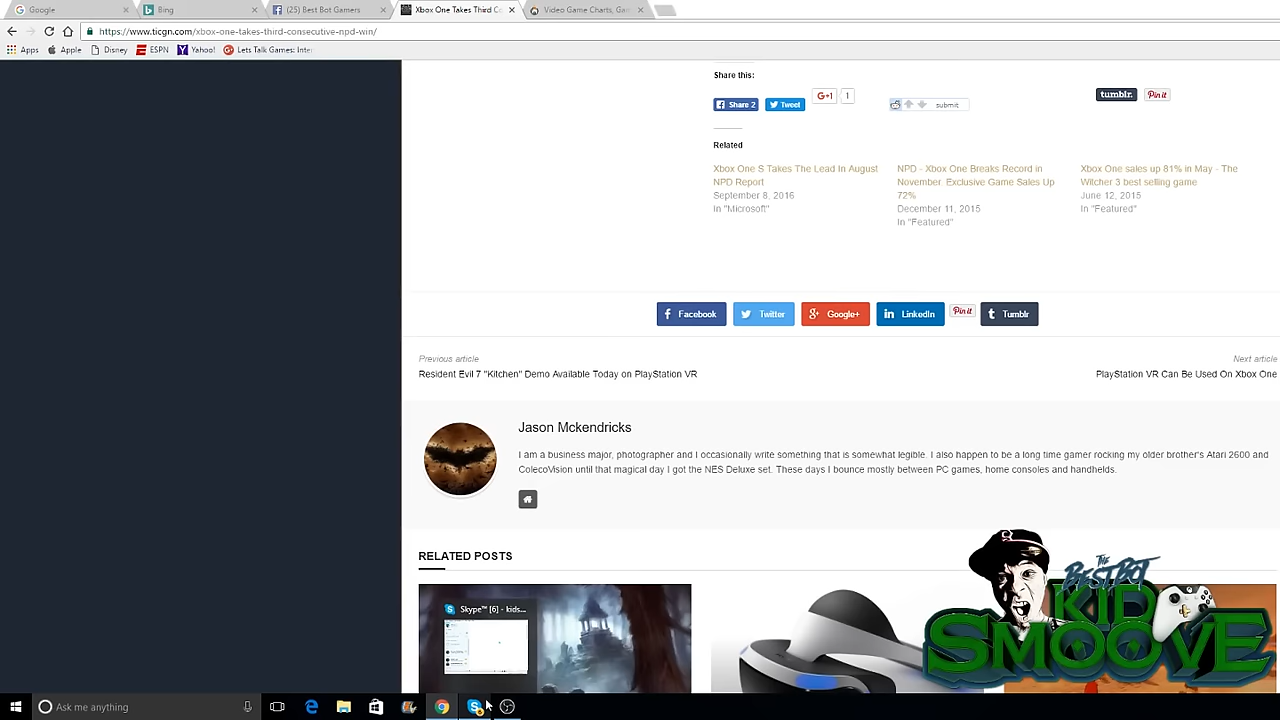 Google
Bing
(25) Best Bot Gamers
Xbox One Takes Third Co
Video Game Charts, Gam
https://www.ticgn.com/xbox-one-takes-third-consecutive-npd-win/
Apps
Apple
Disney
ESPN
Yahoo!
Lets Talk Games: Inter
Share this:
Share 2
Tweet
G+1
1
submit
tumblr.
Pin it
Related
Xbox One S Takes The Lead In August
NPD Report
September 8, 2016
In "Microsoft"
NPD - Xbox One Breaks Record in
November. Exclusive Game Sales Up
72%
December 11, 2015
In "Featured"
Xbox One sales up 81% in May - The
Witcher 3 best selling game
June 12, 2015
In "Featured"
Facebook
Twitter
Google+
LinkedIn
Pin it
Tumblr
Previous article
Resident Evil 7 "Kitchen" Demo Available Today on PlayStation VR
Next article
PlayStation VR Can Be Used On Xbox One
Jason Mckendricks
I am a business major, photographer and I occasionally write something that is somewhat legible. I also happen to be a long time gamer rocking my older brother's Atari 2600 and
ColecoVision until that magical day I got the NES Deluxe set. These days I bounce mostly between PC games, home consoles and handhelds.
RELATED POSTS
Skype™ [6] - kids...
THE
BESTBOT
KID
SMOOVE
Ask me anything